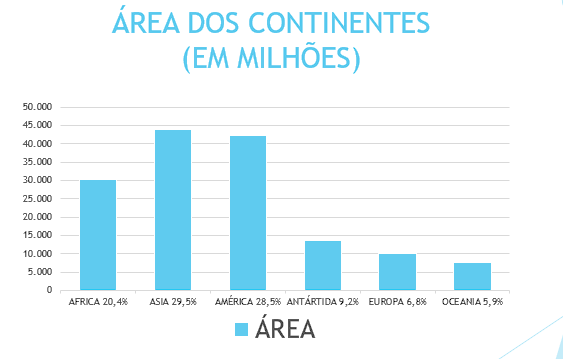 ÁREA DOS CONTINENTES
(EM MILHÕES)
50.000
45.000
40.000
35.000
30.000
25.000
20.000
15.000
10.000
5.000
0
AFRICA 20,4% ASIA 29,5% AMÉRICA 28,5% ANTÁRTIDA 9,2% EUROPA 6,8% OCEANIA 5,9%
ÁREA